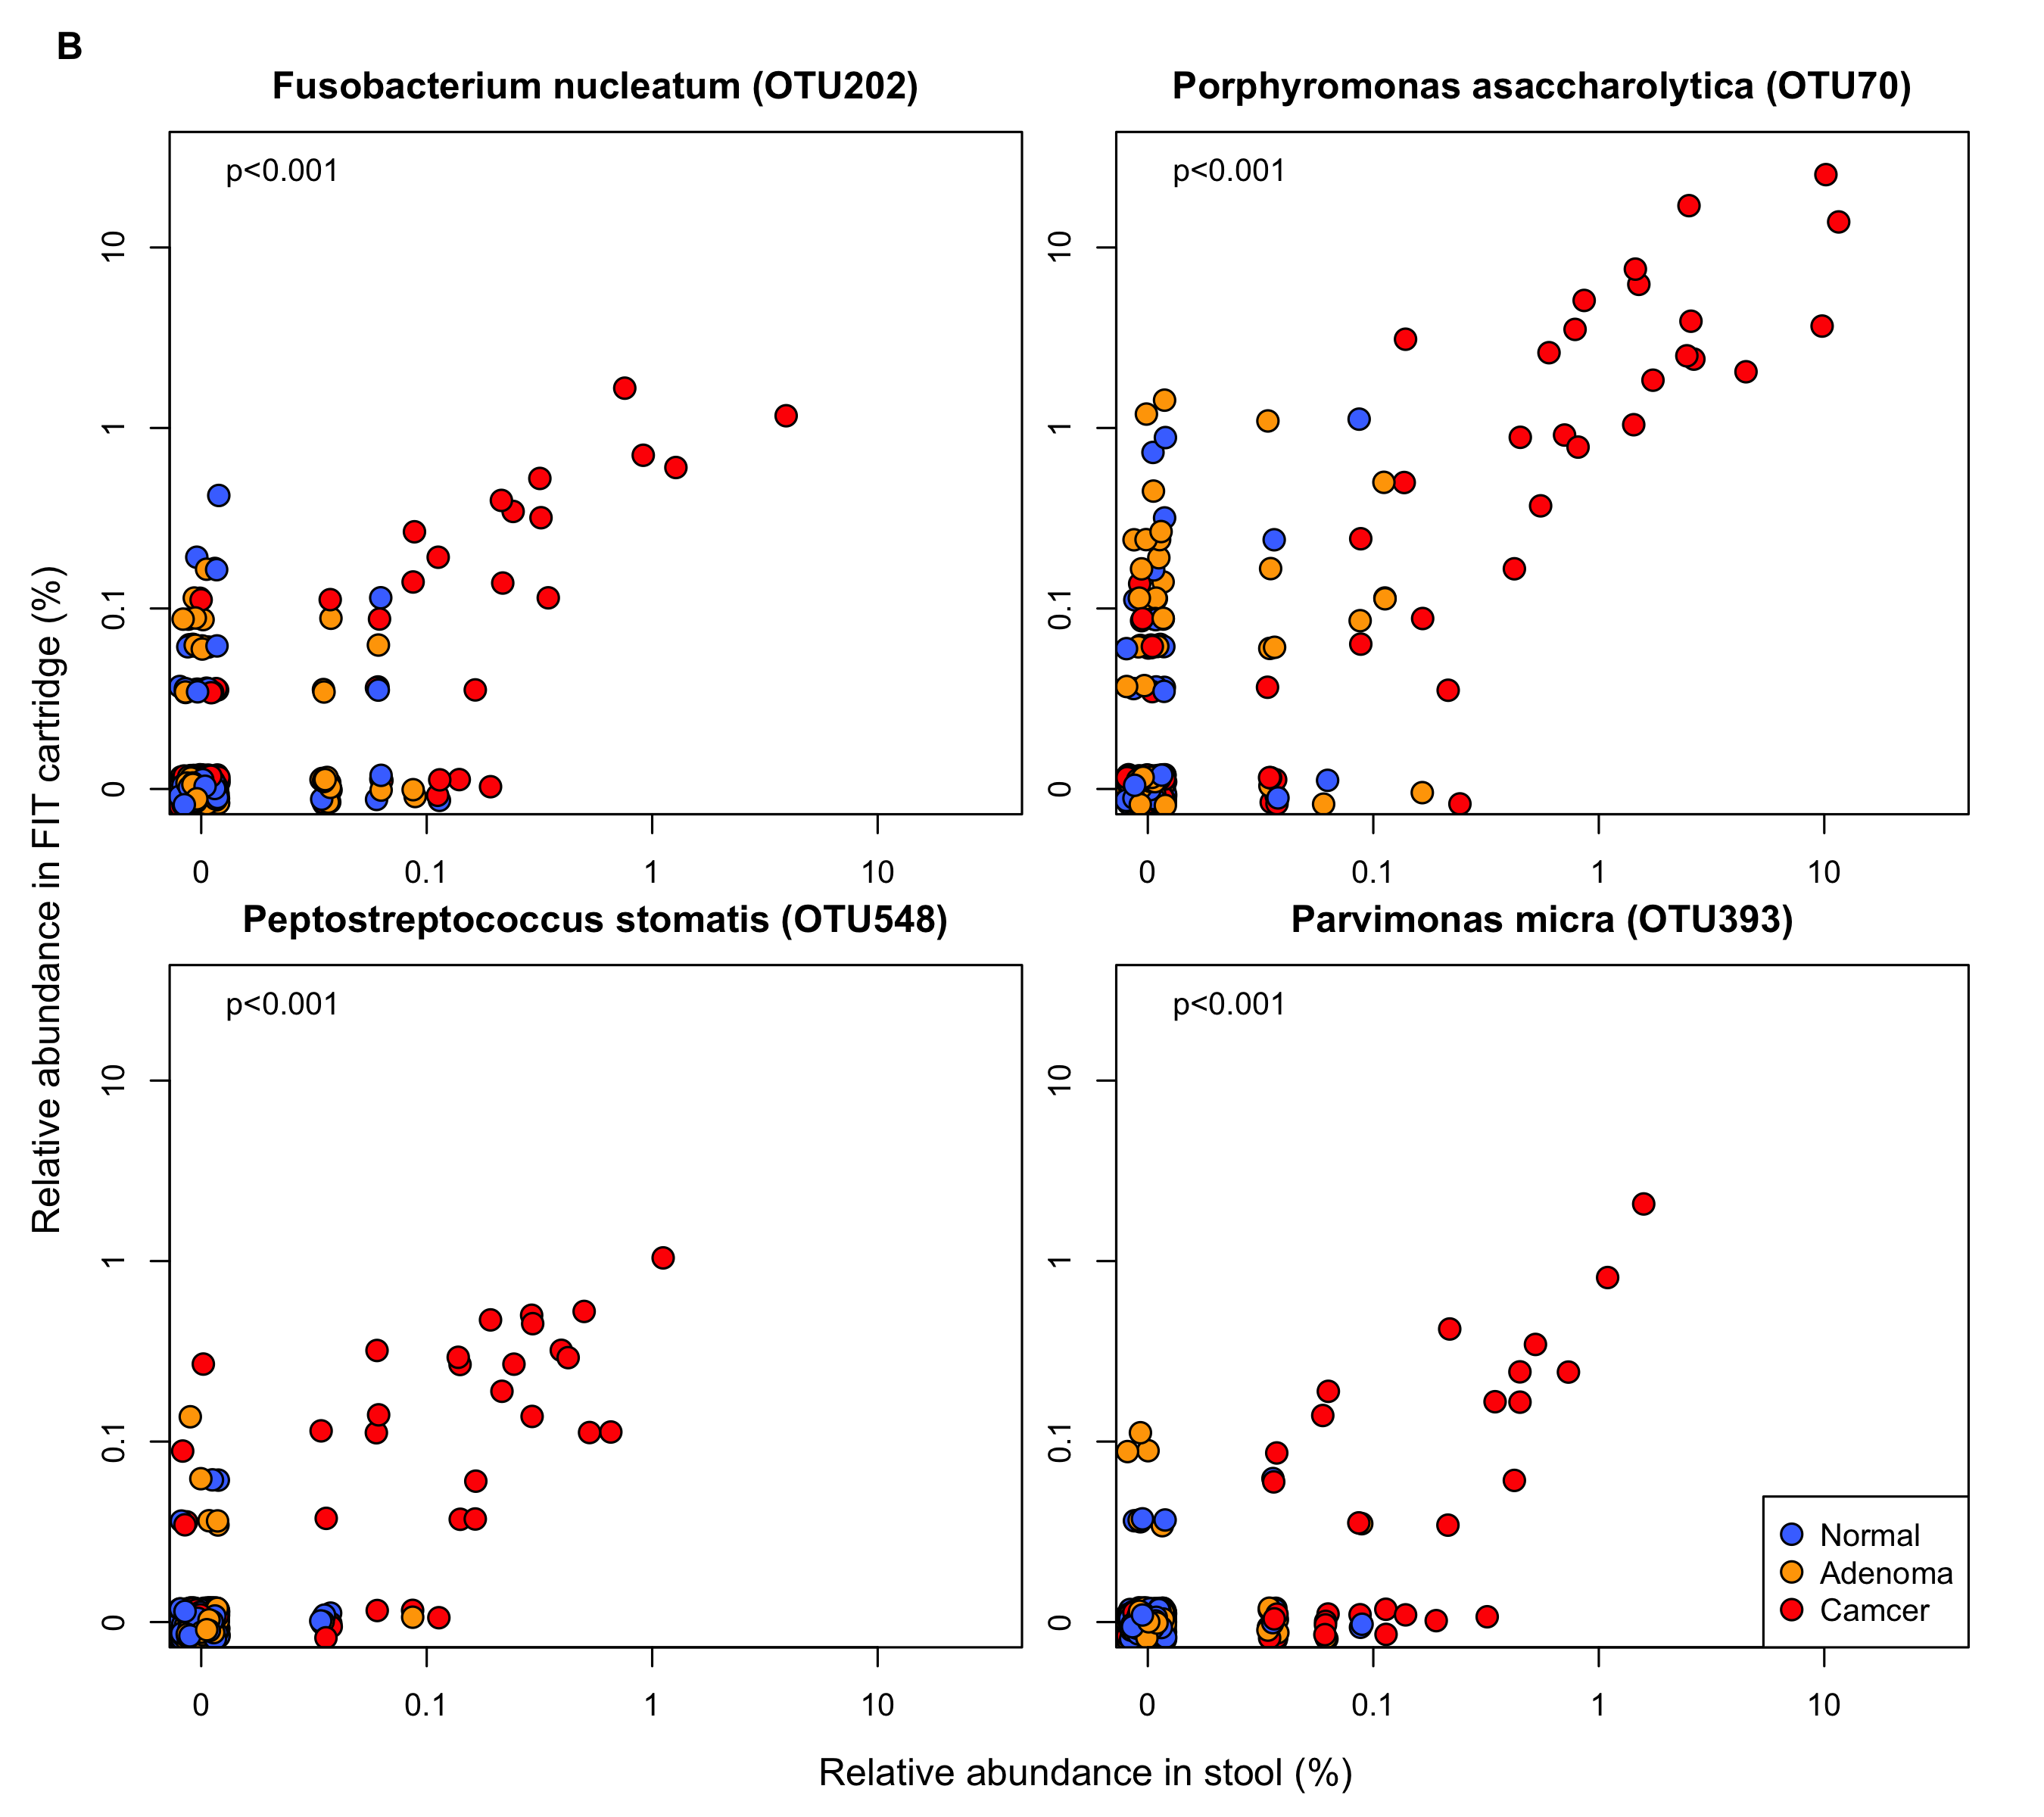 B
Fusobacterium nucleatum (OTU202)
Porphyromonas asaccharolytica (OTU70)
p<0.001
p<0.001
10
1
0.1
0
10
1
0.1
0
0 0.1 1 10
0 0.1 1 10
Relative abundance in FIT cartridge (%)
Peptostreptococcus stomatis (OTU548)
Parvimonas micra (OTU393)
p<0.001
p<0.001
10
1
0.1
0
10
1
0.1
0
Normal
Adenoma
Camcer
0 0.1 1 10
0 0.1 1 10
Relative abundance in stool (%)